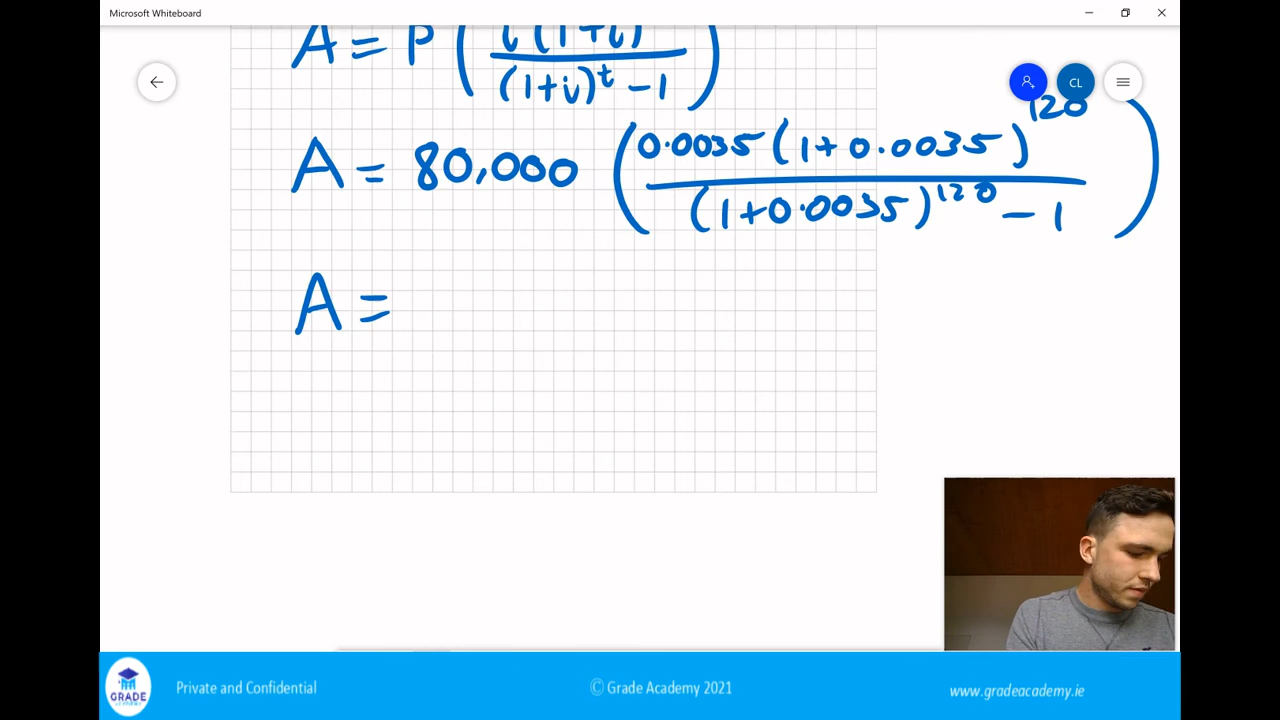 Microsoft Whiteboard
A = P ( i(1+i) / (1+i)^t - 1 )
CL
A = 80,000 ( 0.0035(1+0.0035)^120 / (1+0.0035)^120 - 1 )
A =
GRADE
Private and Confidential
© Grade Academy 2021
www.gradeacademy.ie